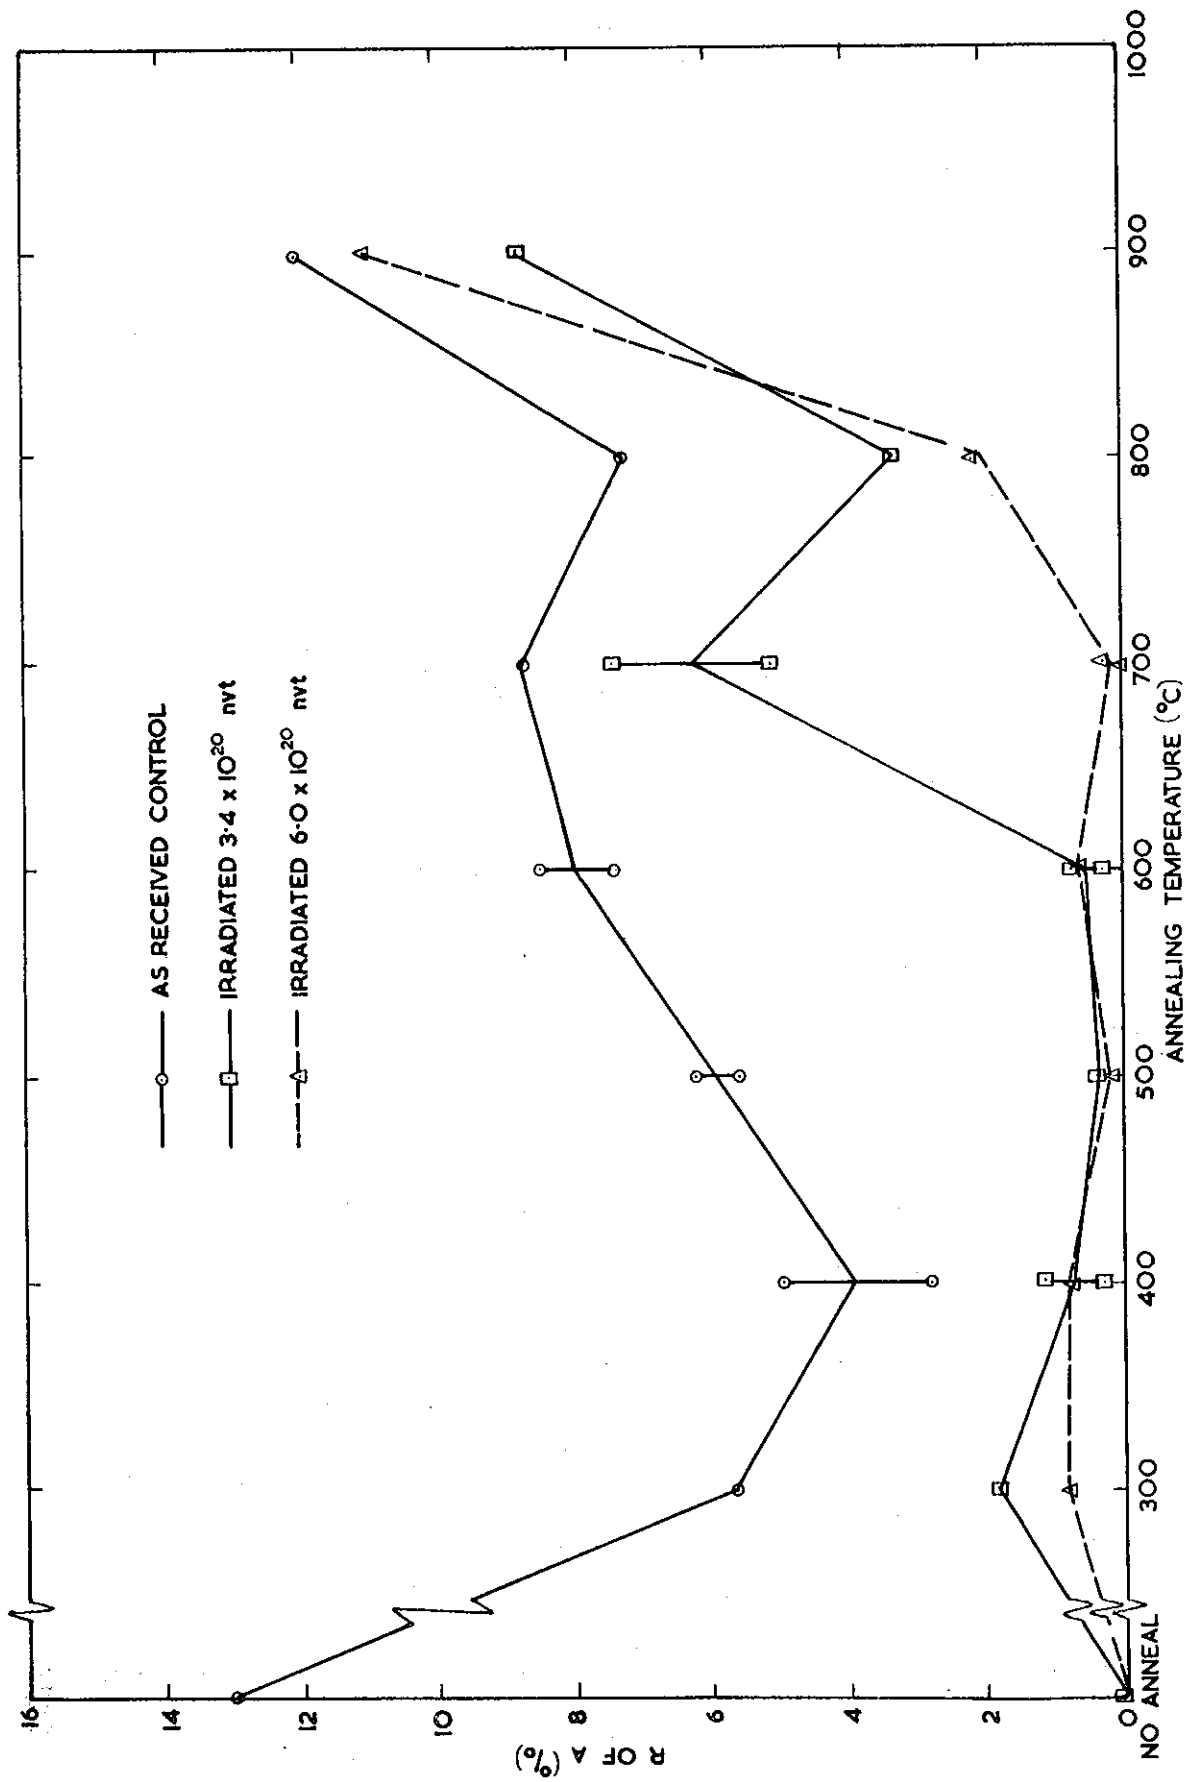 16
14
12
10
8
6
4
2
0
R OF A (%)
AS RECEIVED CONTROL
IRRADIATED 3·4 x 10²⁰ nvt
IRRADIATED 6·0 x 10²⁰ nvt
NO ANNEAL
300
400
500
600
700
800
900
1000
ANNEALING TEMPERATURE (°C)